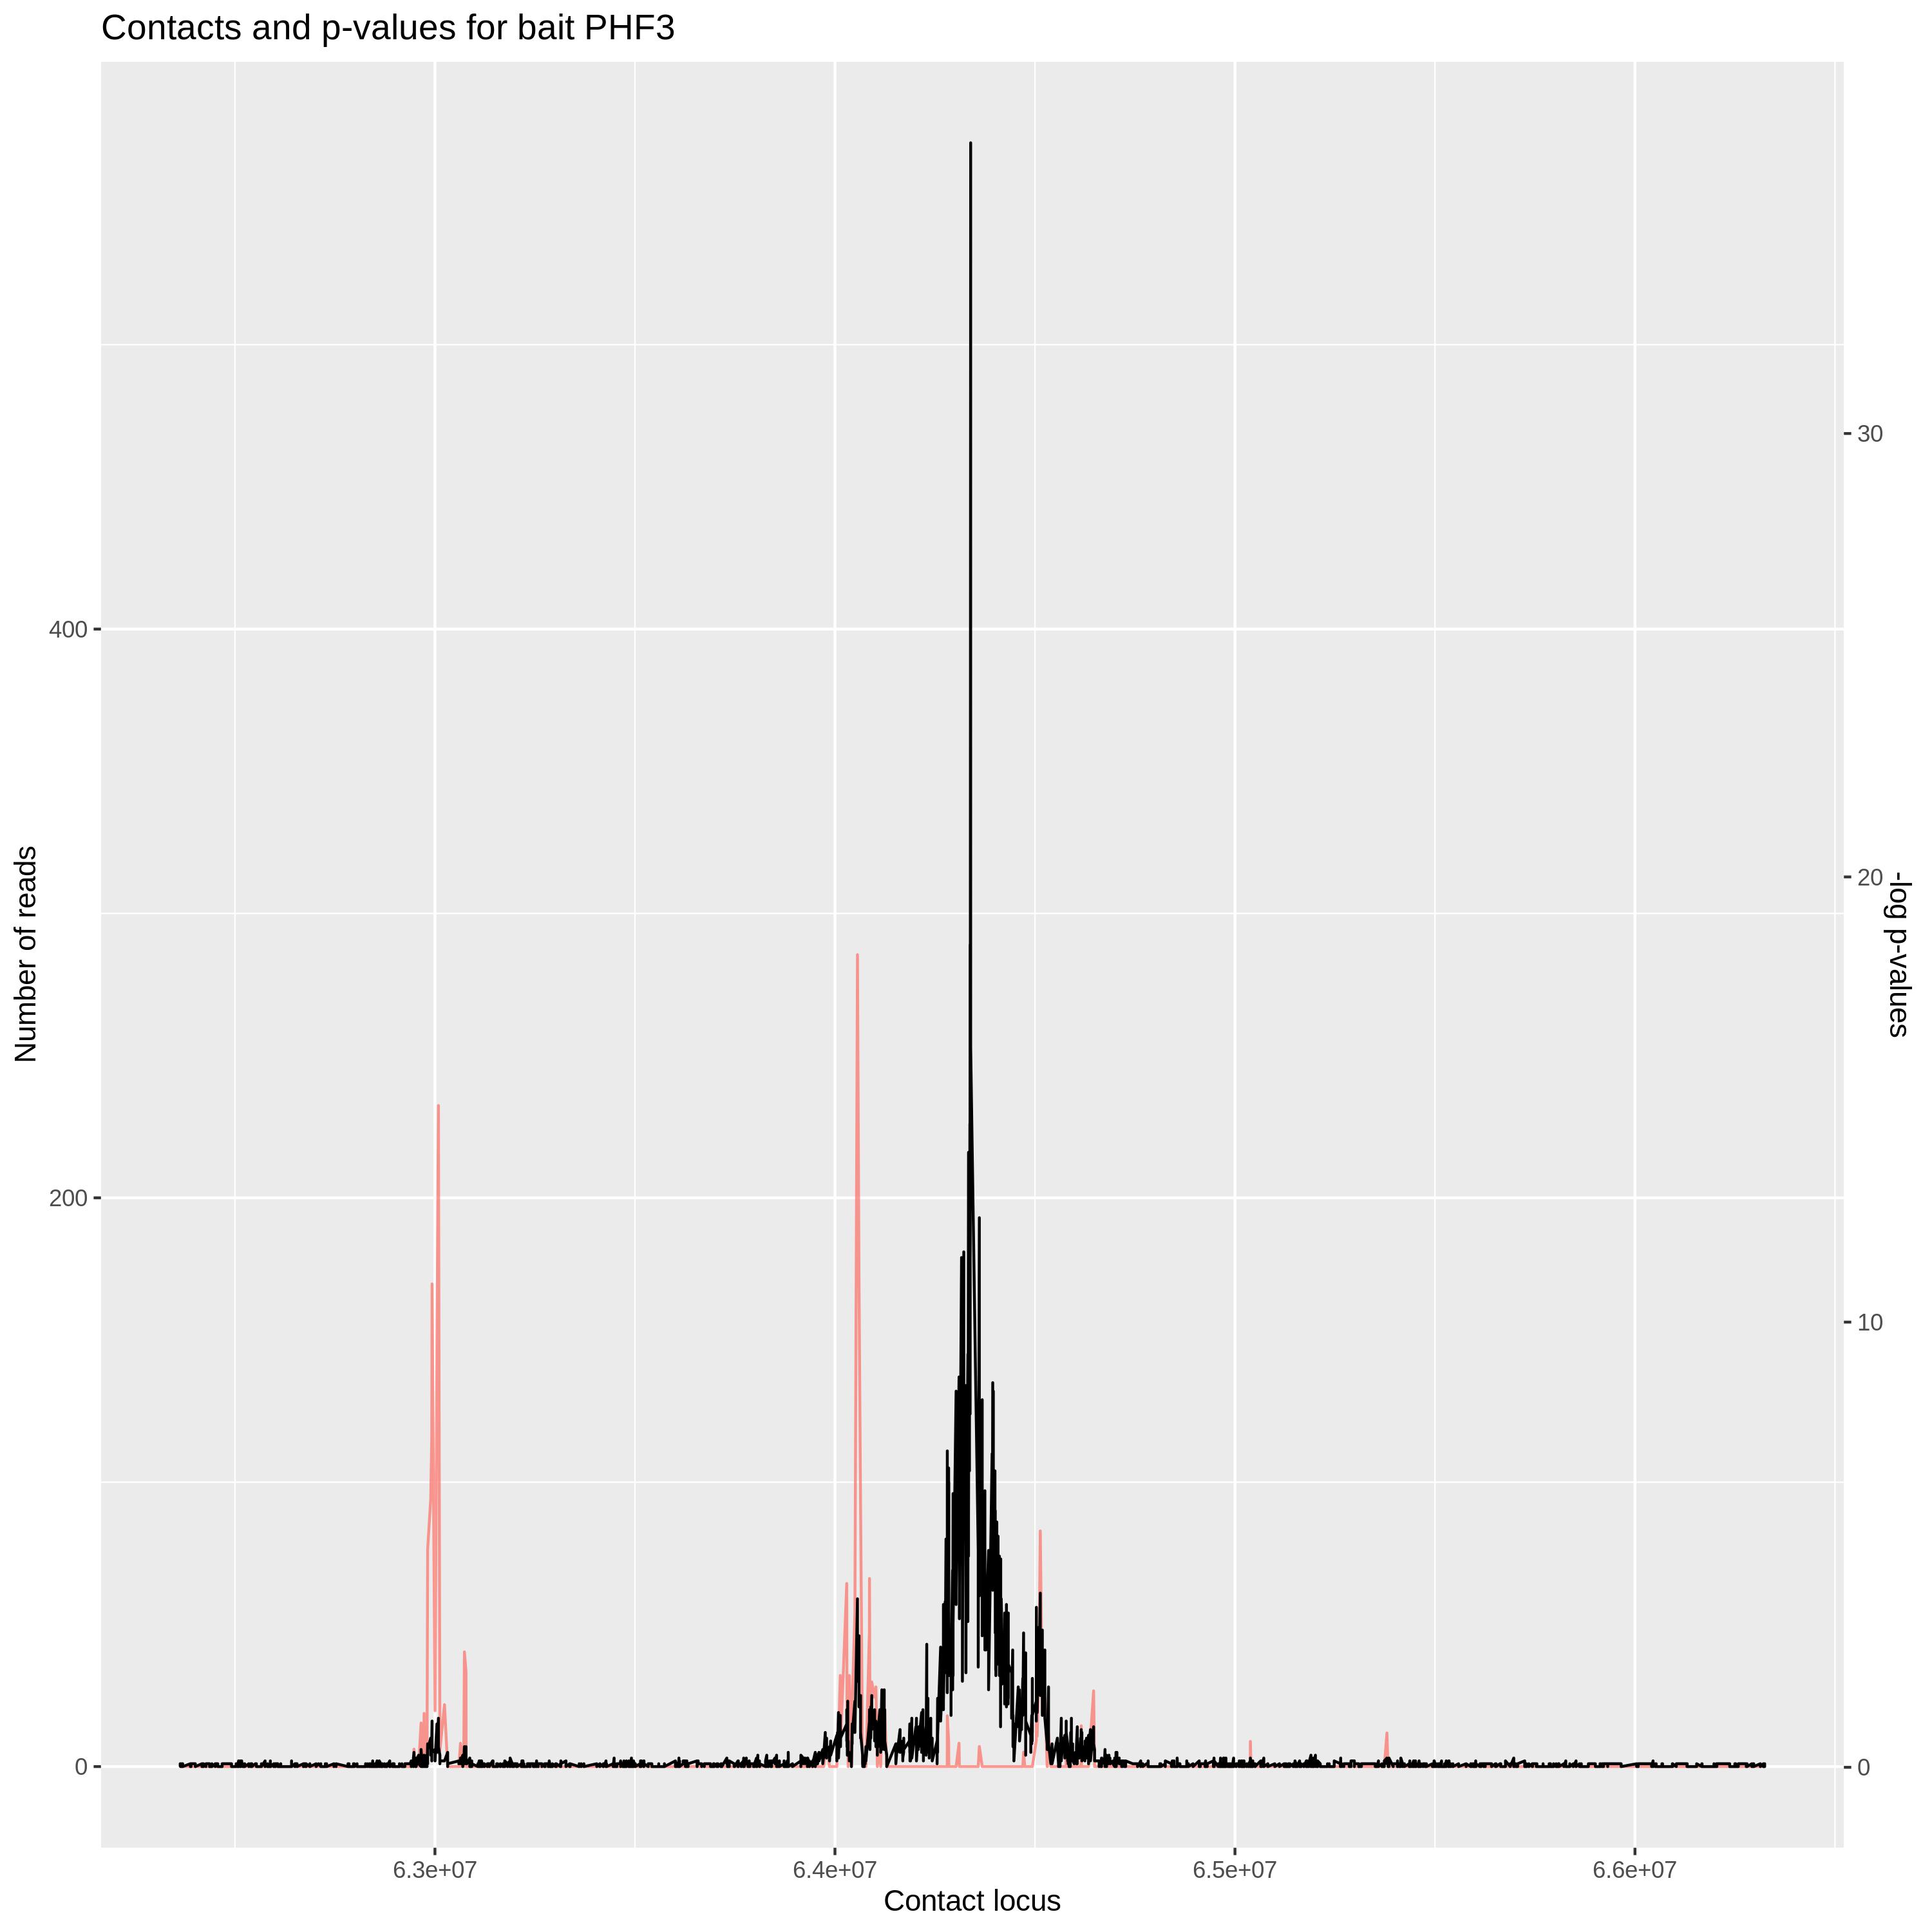 Contacts and p-values for bait PHF3
Number of reads
400
200
0
30
20
10
0
-log p-values
6.3e+07
6.4e+07
6.5e+07
6.6e+07
Contact locus